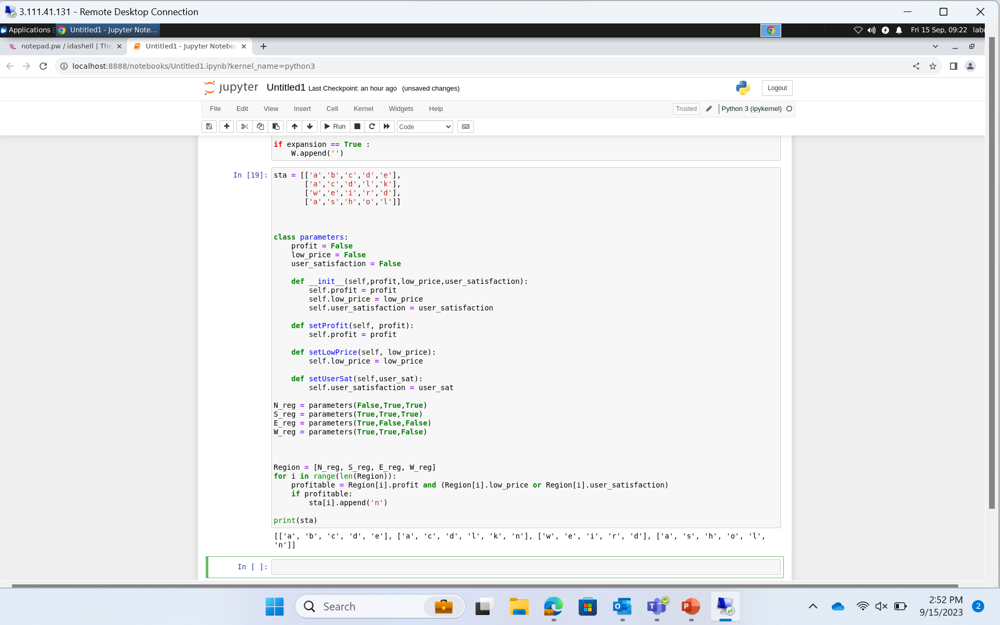 3.111.41.131 - Remote Desktop Connection
Applications
Untitled1 - Jupyter Note...
Fri 15 Sep, 09:22
labu
notepad.pw / idashell | The
Untitled1 - Jupyter Notebo
localhost:8888/notebooks/Untitled1.ipynb?kernel_name=python3
jupyter
Untitled1 Last Checkpoint: an hour ago (unsaved changes)
Logout
File Edit View Insert Cell Kernel Widgets Help
Trusted
Python 3 (ipykernel)
Run
Code
if expansion == True :
    W.append('')
In [19]:
sta = [['a','b','c','d','e'],
       ['a','c','d','l','k'],
       ['w','e','i','r','d'],
       ['a','s','h','o','l']]
class parameters:
    profit = False
    low_price = False
    user_satisfaction = False
    def __init__(self,profit,low_price,user_satisfaction):
        self.profit = profit
        self.low_price = low_price
        self.user_satisfaction = user_satisfaction
    def setProfit(self, profit):
        self.profit = profit
    def setLowPrice(self, low_price):
        self.low_price = low_price
    def setUserSat(self,user_sat):
        self.user_satisfaction = user_sat
N_reg = parameters(False,True,True)
S_reg = parameters(True,True,True)
E_reg = parameters(True,False,False)
W_reg = parameters(True,True,False)
Region = [N_reg, S_reg, E_reg, W_reg]
for i in range(len(Region)):
    profitable = Region[i].profit and (Region[i].low_price or Region[i].user_satisfaction)
    if profitable:
        sta[i].append('n')
print(sta)
[['a', 'b', 'c', 'd', 'e'], ['a', 'c', 'd', 'l', 'k', 'n'], ['w', 'e', 'i', 'r', 'd'], ['a', 's', 'h', 'o', 'l',
'n']]
In [ ]:
Search
2:52 PM
9/15/2023
2